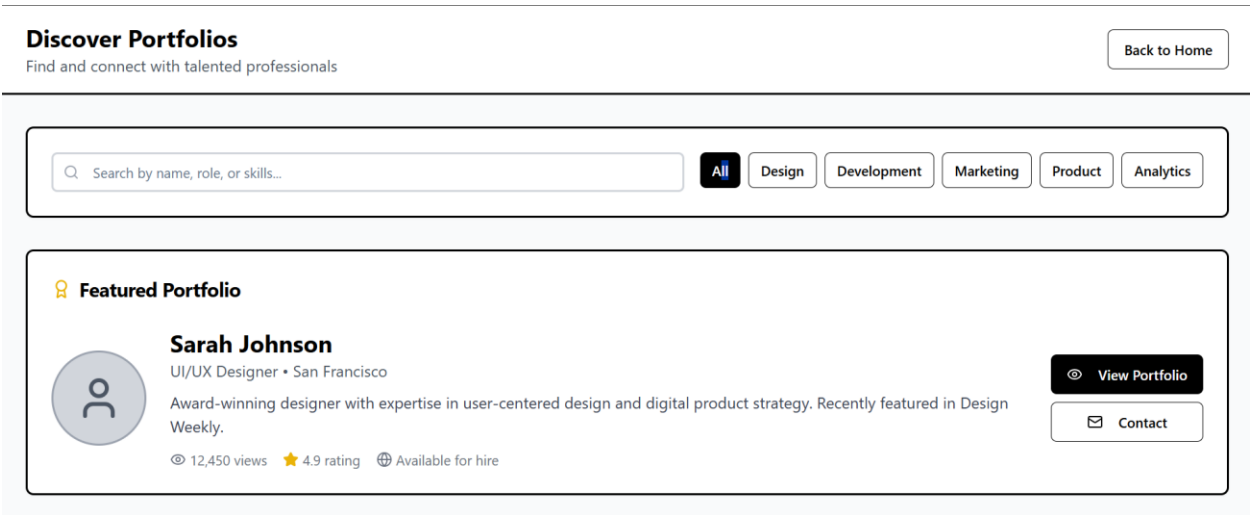 Discover Portfolios
Find and connect with talented professionals
Back to Home
Search by name, role, or skills...
All
Design
Development
Marketing
Product
Analytics
Featured Portfolio
Sarah Johnson
UI/UX Designer • San Francisco
Award-winning designer with expertise in user-centered design and digital product strategy. Recently featured in Design
Weekly.
12,450 views
4.9 rating
Available for hire
View Portfolio
Contact